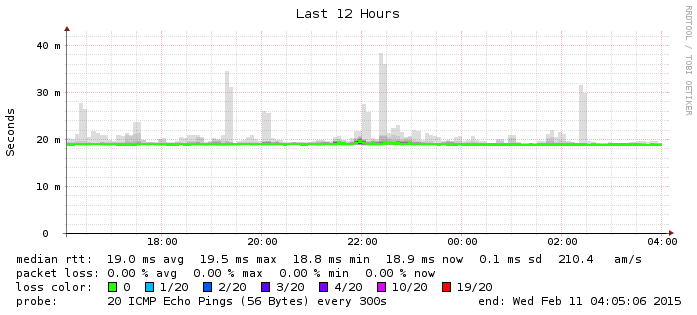 Last 12 Hours
RRDTOOL / TOBI OETIKER
Seconds
40 m
30 m
20 m
10 m
0
18:00 20:00 22:00 00:00 02:00 04:00
median rtt: 19.0 ms avg 19.5 ms max 18.8 ms min 18.9 ms now 0.1 ms sd 210.4 am/s
packet loss: 0.00 % avg 0.00 % max 0.00 % min 0.00 % now
loss color: 0 1/20 2/20 3/20 4/20 10/20 19/20
probe: 20 ICMP Echo Pings (56 Bytes) every 300s end: Wed Feb 11 04:05:06 2015